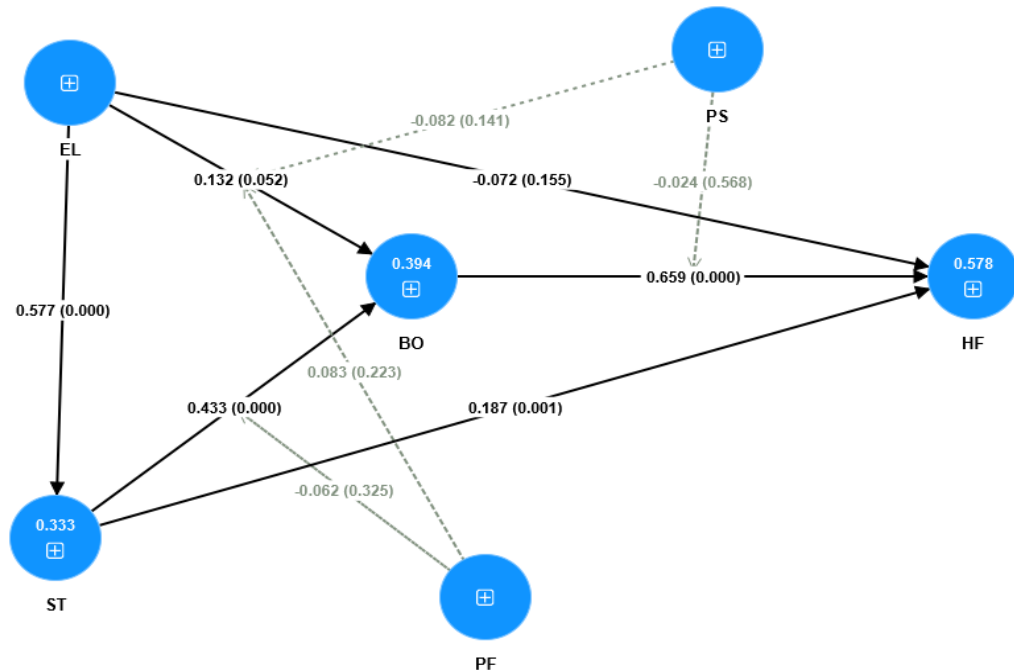 EL
PS
-0.082 (0.141)
0.132 (0.052)
-0.072 (0.155)
-0.024 (0.568)
0.394
BO
0.659 (0.000)
0.578
HF
0.577 (0.000)
0.083 (0.223)
0.433 (0.000)
0.187 (0.001)
-0.062 (0.325)
0.333
ST
PF